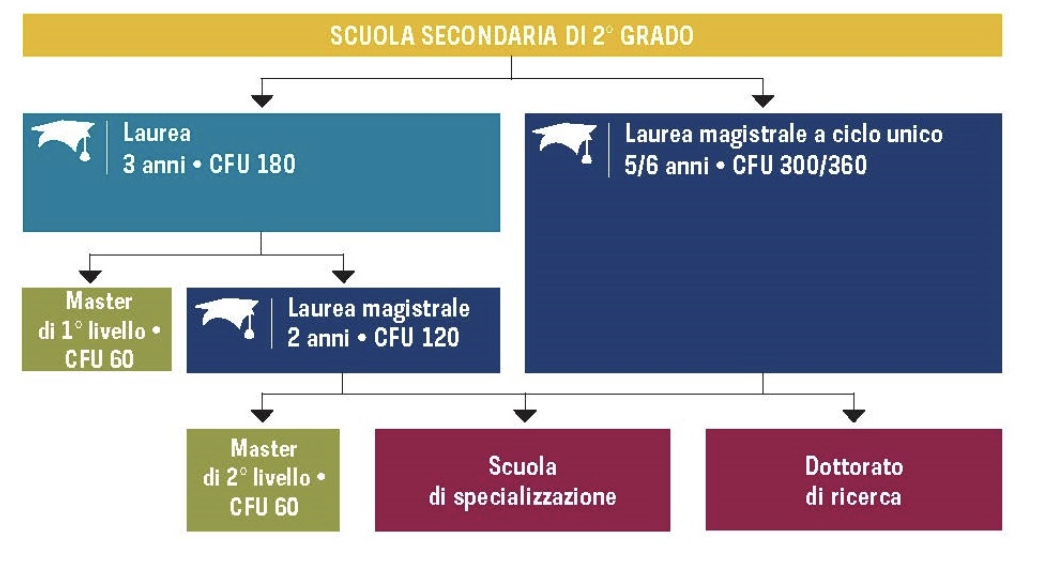 SCUOLA SECONDARIA DI 2° GRADO
Laurea
3 anni • CFU 180
Laurea magistrale a ciclo unico
5/6 anni • CFU 300/360
Master
di 1° livello •
CFU 60
Laurea magistrale
2 anni • CFU 120
Master
di 2° livello •
CFU 60
Scuola
di specializzazione
Dottorato
di ricerca